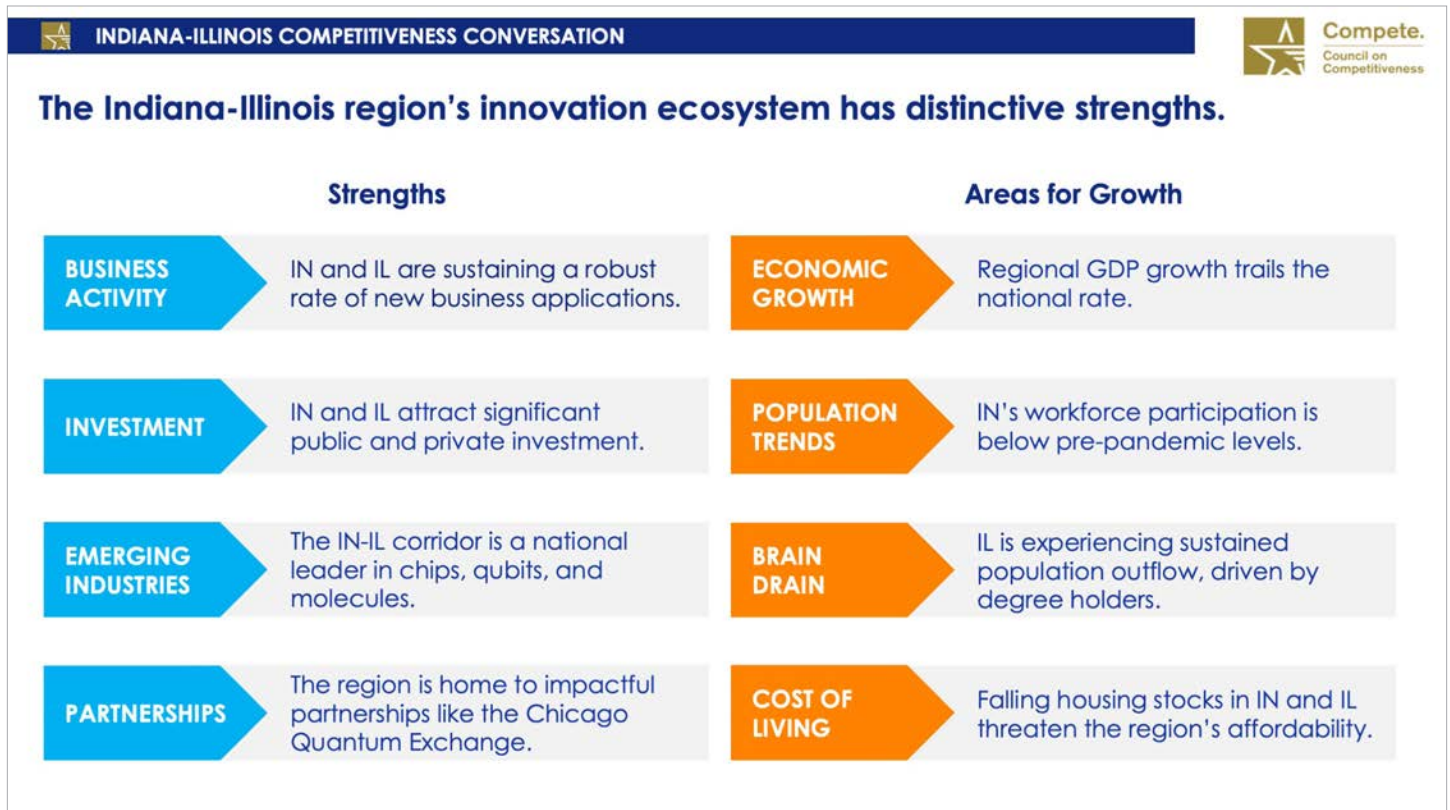 INDIANA-ILLINOIS COMPETITIVENESS CONVERSATION
Compete.
Council on
Competitiveness
The Indiana-Illinois region's innovation ecosystem has distinctive strengths.
Strengths
BUSINESS
ACTIVITY
IN and IL are sustaining a robust
rate of new business applications.
INVESTMENT
IN and IL attract significant
public and private investment.
EMERGING
INDUSTRIES
The IN-IL corridor is a national
leader in chips, qubits, and
molecules.
PARTNERSHIPS
The region is home to impactful
partnerships like the Chicago
Quantum Exchange.
Areas for Growth
ECONOMIC
GROWTH
Regional GDP growth trails the
national rate.
POPULATION
TRENDS
IN's workforce participation is
below pre-pandemic levels.
BRAIN
DRAIN
IL is experiencing sustained
population outflow, driven by
degree holders.
COST OF
LIVING
Falling housing stocks in IN and IL
threaten the region's affordability.